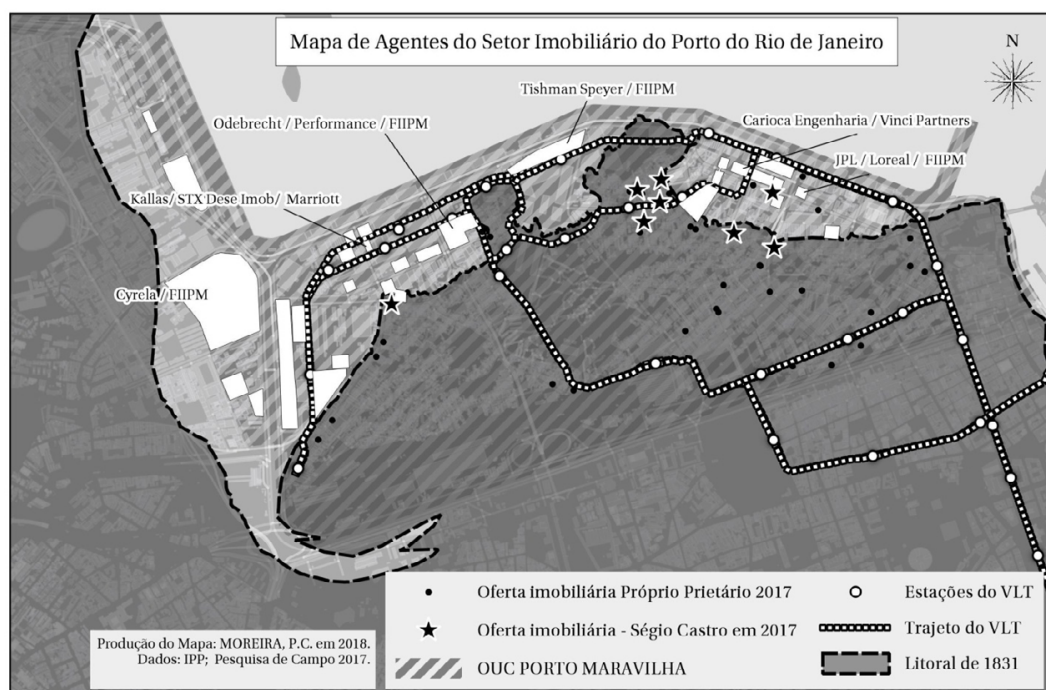 Mapa de Agentes do Setor Imobiliário do Porto do Rio de Janeiro
N
Tishman Speyer / FIIPM
Odebrecht / Performance / FIIPM
Carioca Engenharia / Vinci Partners
JPL / Loreal / FIIPM
Kallas/ STX Dese Imob/ Marriott
Cyrela / FIIPM
Oferta imobiliária Próprio Prietário 2017
Oferta imobiliária - Ségio Castro em 2017
OUC PORTO MARAVILHA
Estações do VLT
Trajeto do VLT
Litoral de 1831
Produção do Mapa: MOREIRA, P.C. em 2018.
Dados: IPP; Pesquisa de Campo 2017.